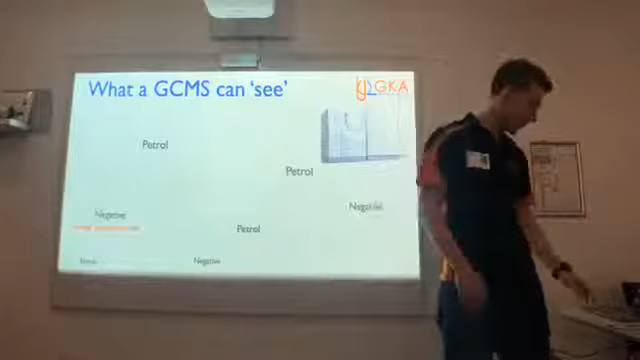 What a GCMS can 'see'
GKA
Petrol
Petrol
Negative
Negative
Petrol
Negative